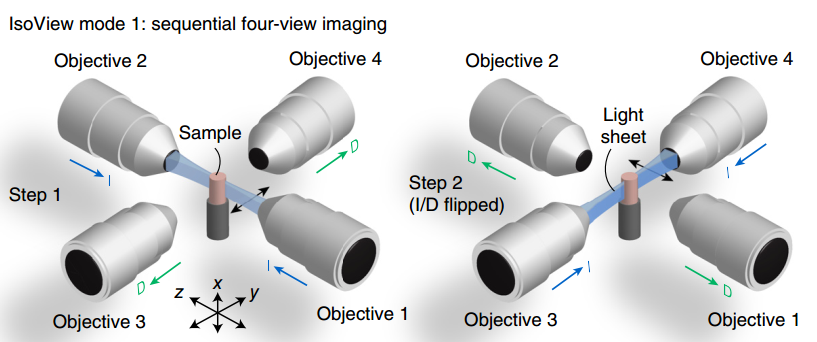 IsoView mode 1: sequential four-view imaging
Objective 2
Objective 4
Sample
D
I
Step 1
D
I
z
x
y
Objective 3
Objective 1
Objective 2
Objective 4
Light
sheet
D
I
Step 2
(I/D flipped)
I
D
Objective 3
Objective 1